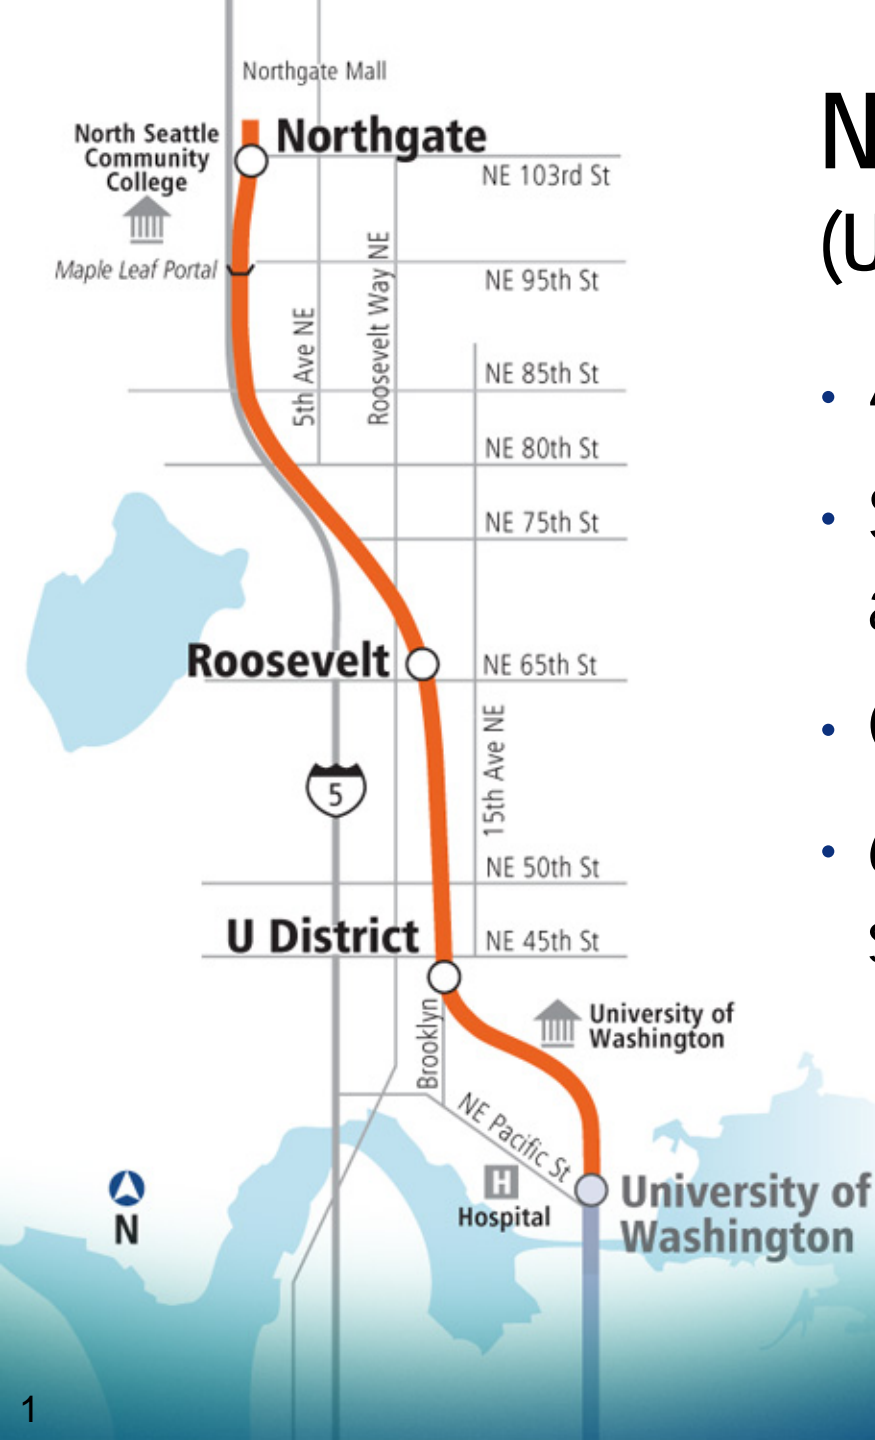 Northgate Mall
North Seattle
Community
College
Northgate
NE 103rd St
Maple Leaf Portal
Roosevelt Way NE
NE 95th St
5th Ave NE
NE 85th St
NE 80th St
NE 75th St
Roosevelt
NE 65th St
15th Ave NE
5
NE 50th St
U District
NE 45th St
University of
Washington
Brooklyn
NE Pacific St
H
Hospital
University of
Washington
N
1
N
(U